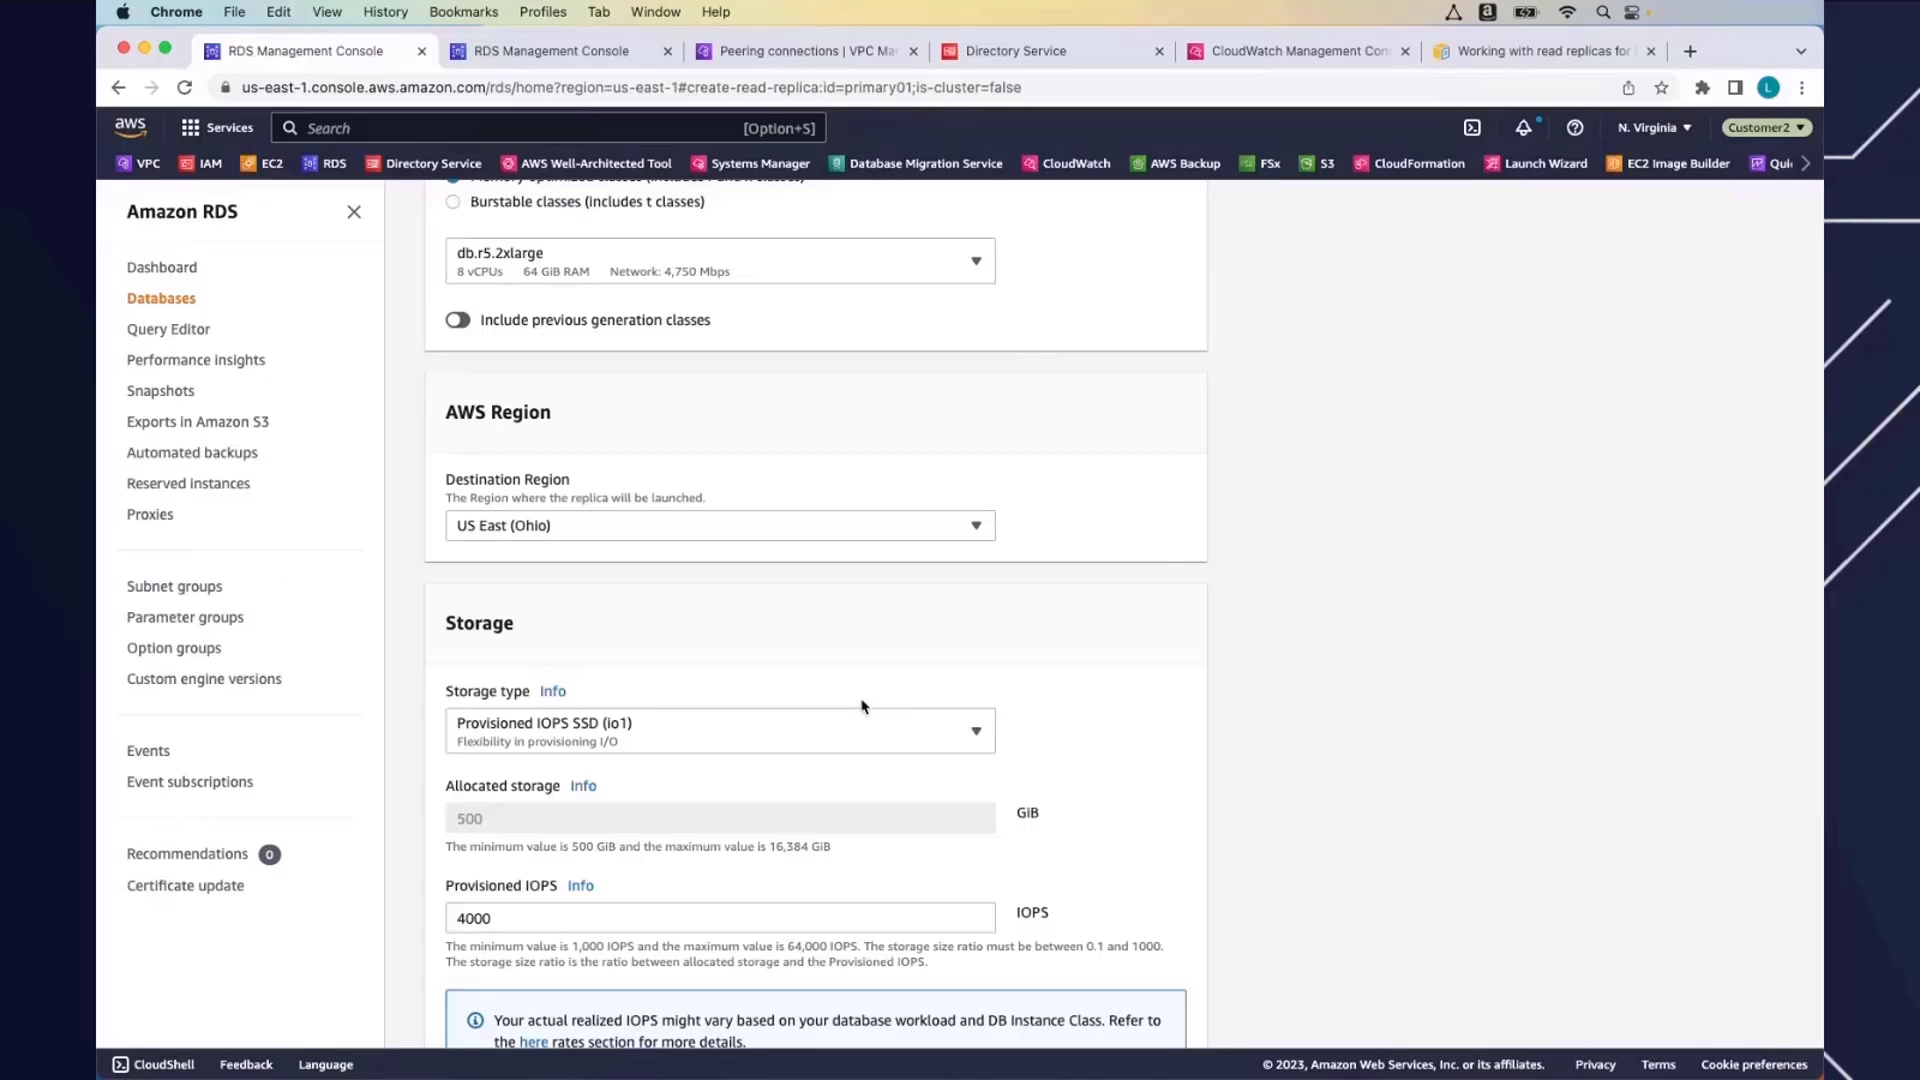 Chrome File Edit View History Bookmarks Profiles Tab Window Help
RDS Management Console
RDS Management Console
Peering connections | VPC Ma
Directory Service
CloudWatch Management Con
Working with read replicas for
us-east-1.console.aws.amazon.com/rds/home?region=us-east-1#create-read-replica:id=primary01;is-cluster=false
L
aws Services Search [Option+S] N. Virginia Customer2
VPC IAM EC2 RDS Directory Service AWS Well-Architected Tool Systems Manager Database Migration Service CloudWatch AWS Backup FSx S3 CloudFormation Launch Wizard EC2 Image Builder Qui
Amazon RDS
Dashboard
Databases
Query Editor
Performance insights
Snapshots
Exports in Amazon S3
Automated backups
Reserved instances
Proxies
Subnet groups
Parameter groups
Option groups
Custom engine versions
Events
Event subscriptions
Recommendations 0
Certificate update
Burstable classes (includes t classes)
db.r5.2xlarge
8 vCPUs 64 GiB RAM Network: 4,750 Mbps
Include previous generation classes
AWS Region
Destination Region
The Region where the replica will be launched.
US East (Ohio)
Storage
Storage type Info
Provisioned IOPS SSD (io1)
Flexibility in provisioning I/O
Allocated storage Info
500 GiB
The minimum value is 500 GiB and the maximum value is 16,384 GiB
Provisioned IOPS Info
4000 IOPS
The minimum value is 1,000 IOPS and the maximum value is 64,000 IOPS. The storage size ratio must be between 0.1 and 1000.
The storage size ratio is the ratio between allocated storage and the Provisioned IOPS.
Your actual realized IOPS might vary based on your database workload and DB Instance Class. Refer to
the here rates section for more details.
CloudShell Feedback Language © 2023, Amazon Web Services, Inc. or its affiliates. Privacy Terms Cookie preferences